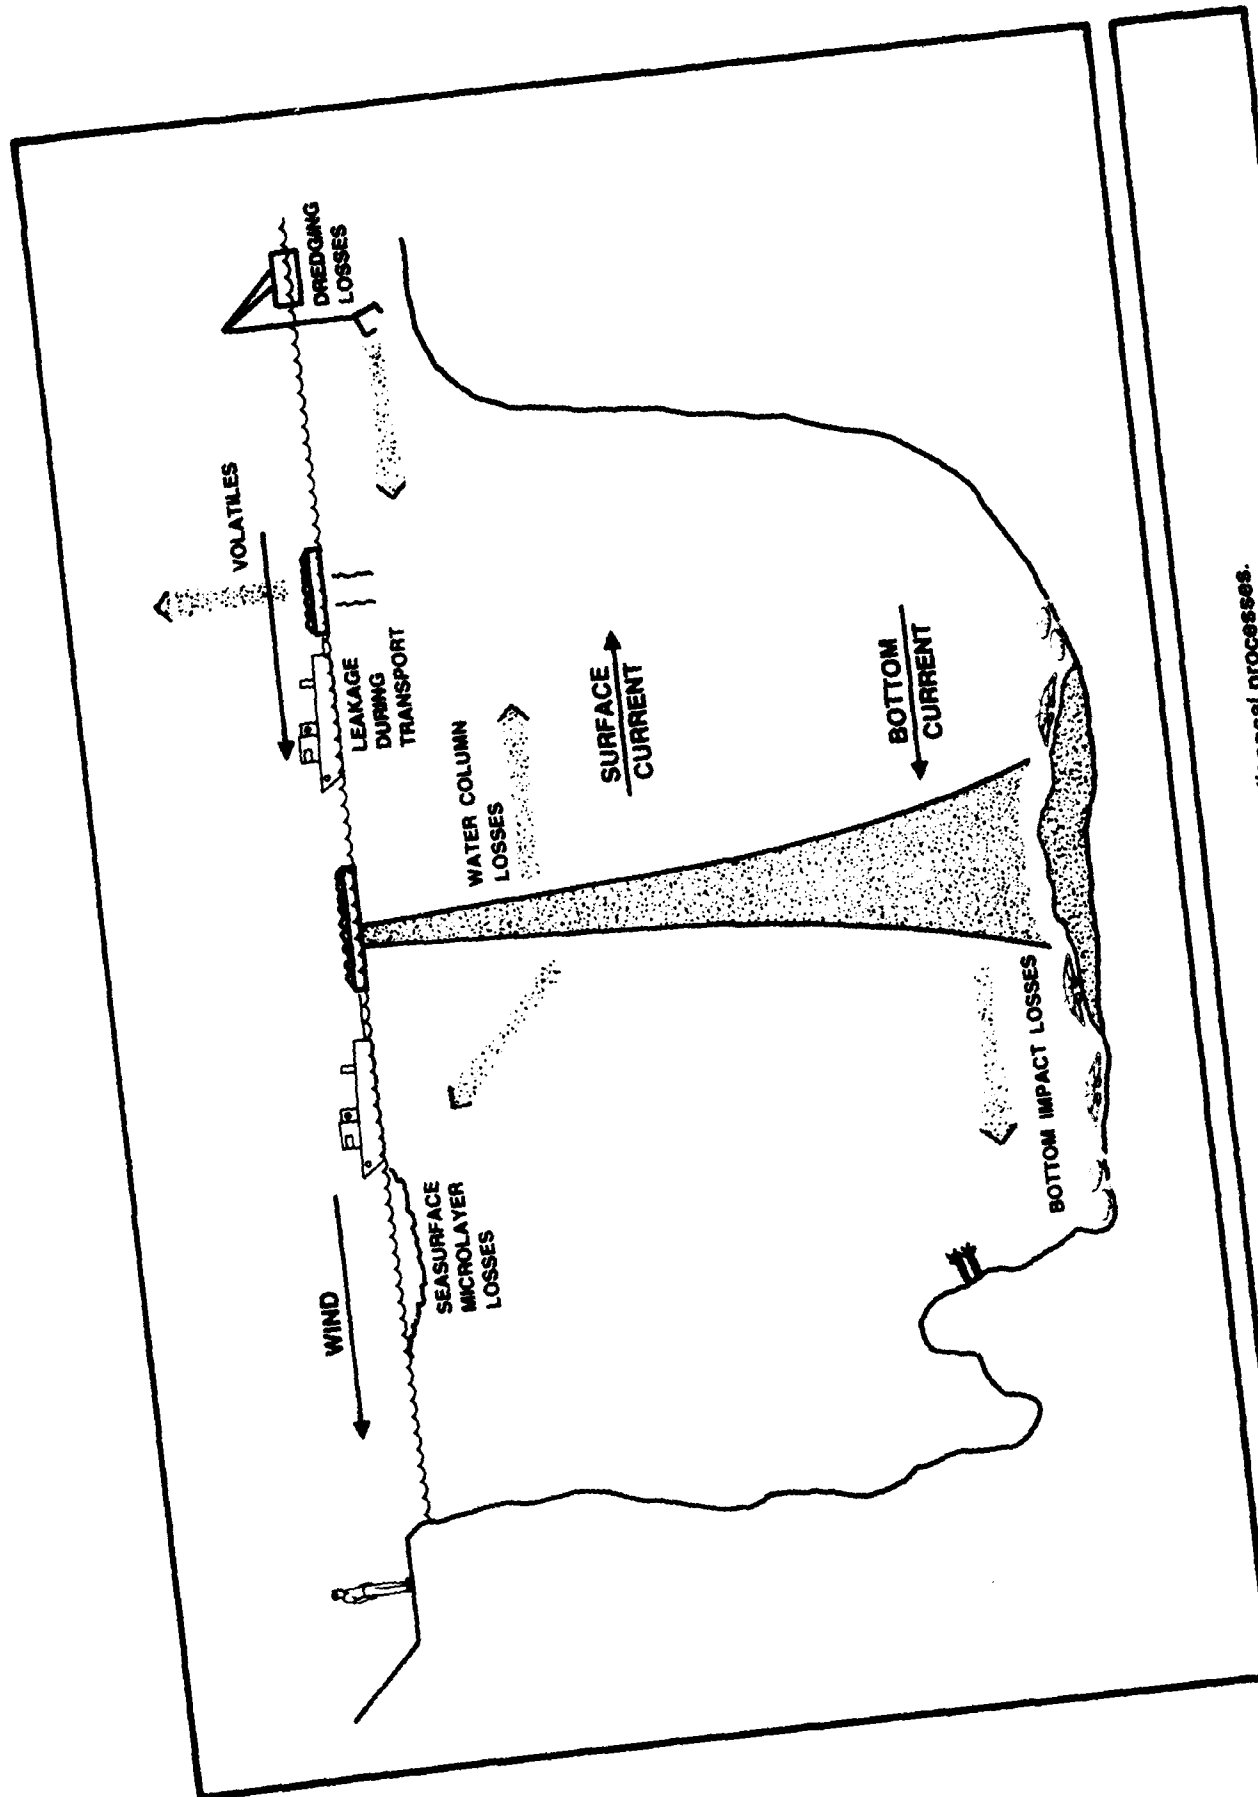 WIND
VOLATILES
DREDGING
LOSSES
SEASURFACE
MICROLAYER
LOSSES
LEAKAGE
DURING
TRANSPORT
WATER COLUMN
LOSSES
SURFACE
CURRENT
BOTTOM
CURRENT
BOTTOM IMPACT LOSSES
processes.